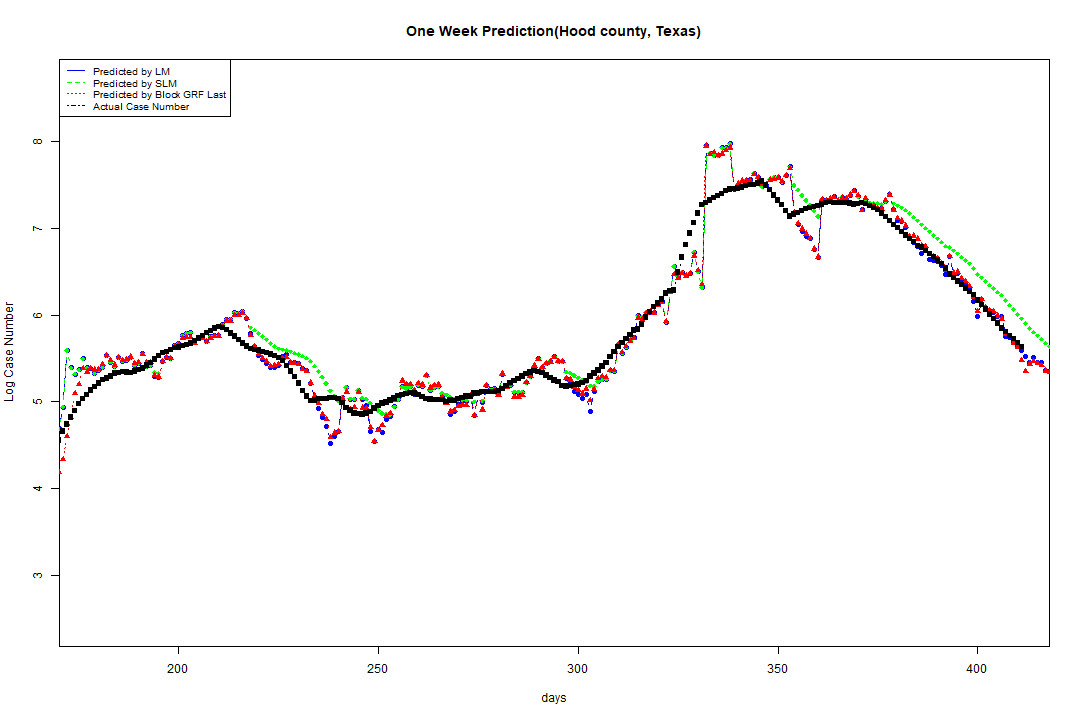 One Week Prediction(Hood county, Texas)
Predicted by LM
Predicted by SLM
Predicted by Block GRF Last
Actual Case Number
8
7
6
5
4
3
Log Case Number
200 250 300 350 400
days